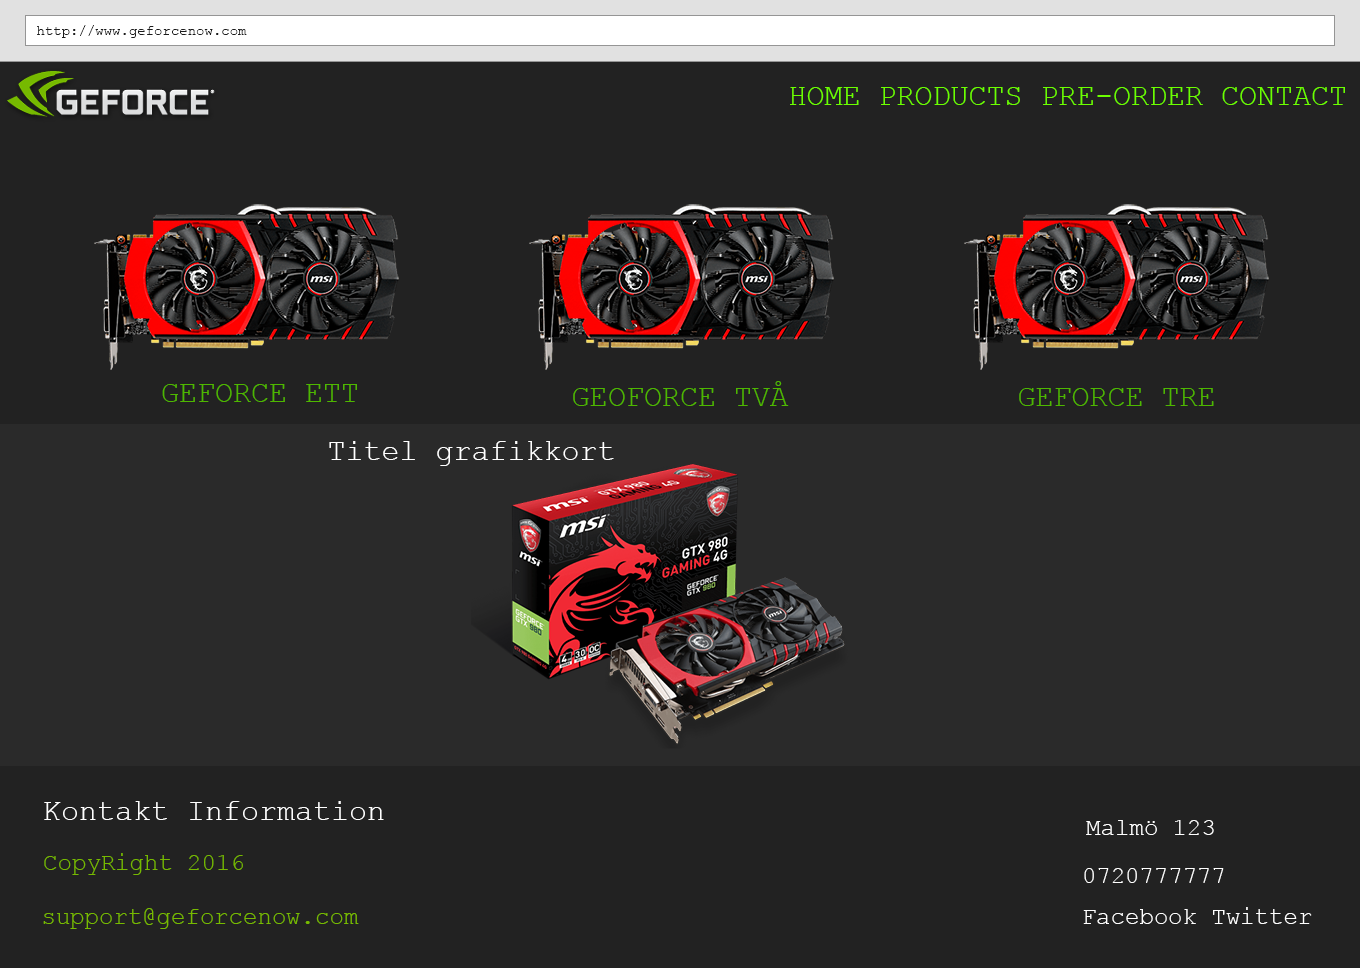 http://www.geforcenow.com
GEFORCE
HOME PRODUCTS PRE-ORDER CONTACT
msi
msi
msi
GEFORCE ETT
GEOFORCE TVÅ
GEFORCE TRE
Titel grafikkort
msi GTX 980 GAMING 4G
msi
msi
GTX 980
GAMING 4G
GEFORCE
GTX 980
GEFORCE
GTX 980
4 3.0 OC
msi
Kontakt Information
CopyRight 2016
support@geforcenow.com
Malmö 123
0720777777
Facebook Twitter